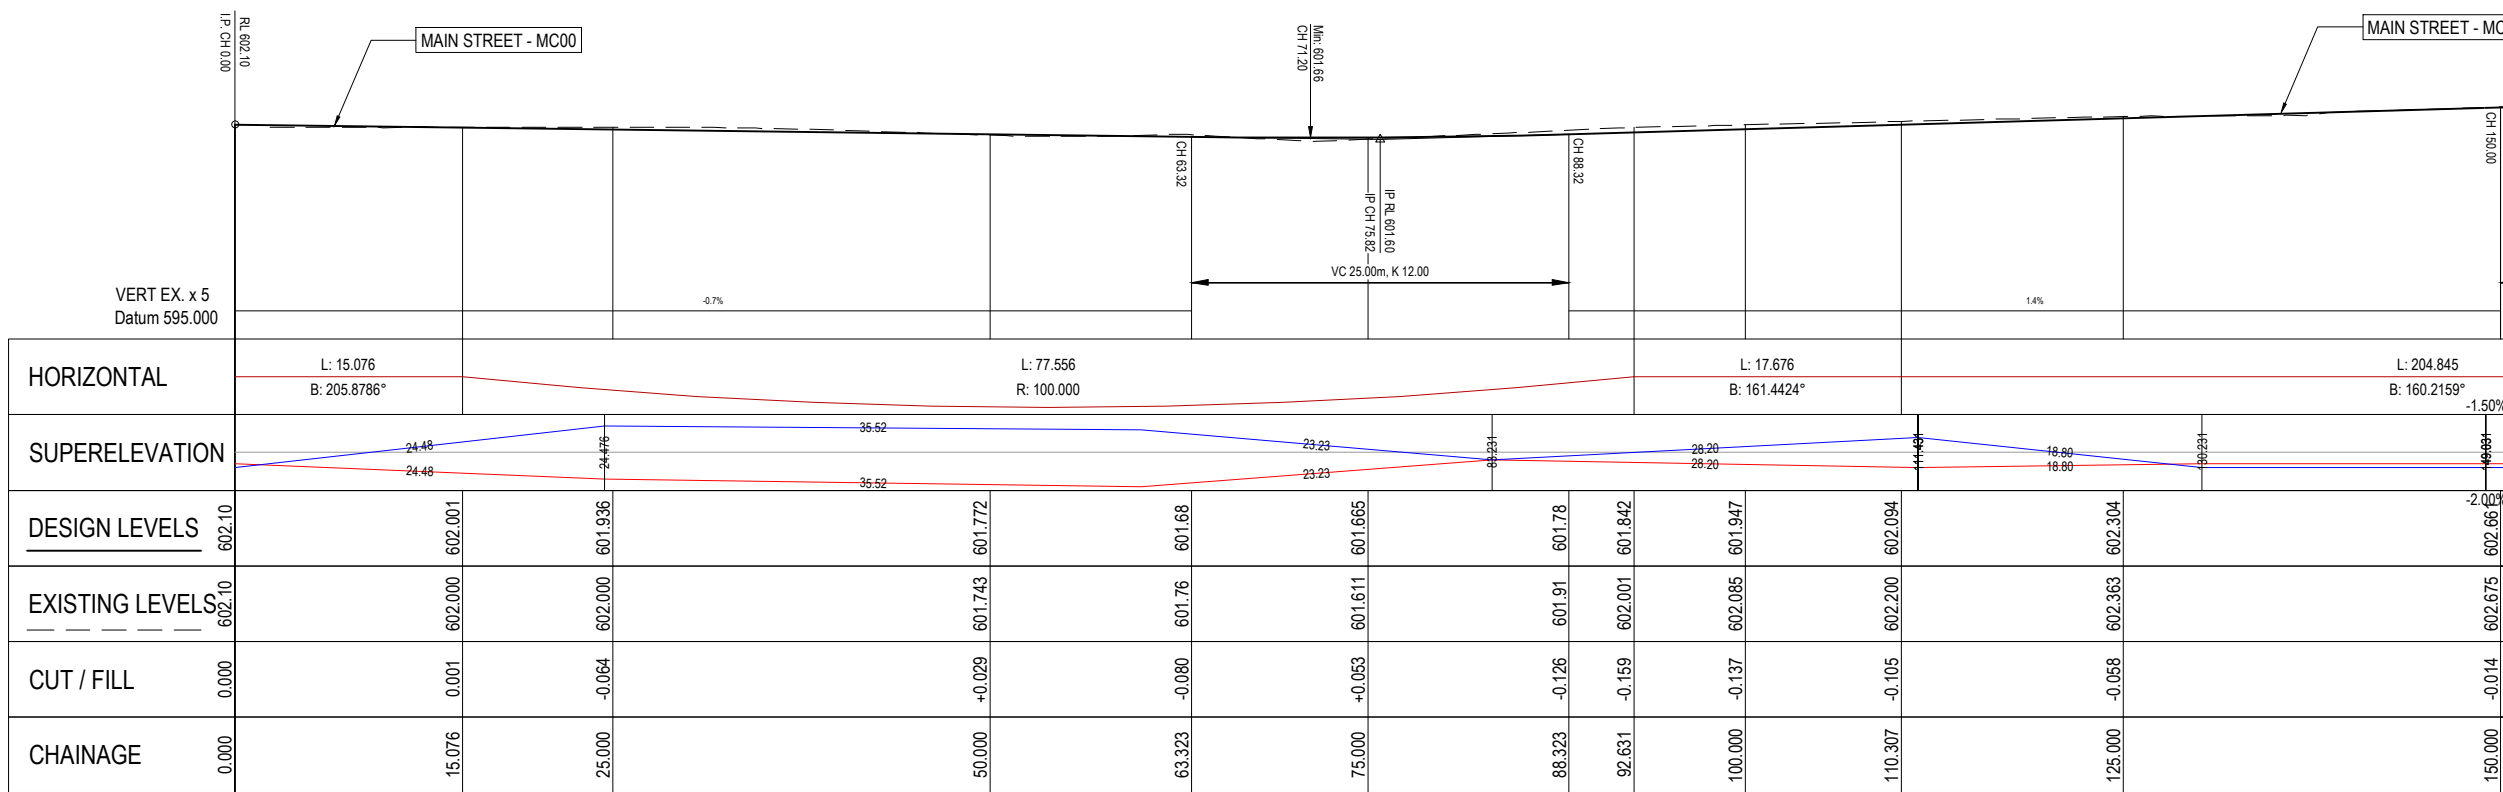 RL 602.10
I.P. CH 0.00
MAIN STREET - MC00
Min: 601.66
CH 71.20
MAIN STREET - MC
CH 63.32
IP RL 601.60
IP CH 75.82
CH 88.32
CH 150.00
VC 25.00m, K 12.00
VERT EX. x 5
Datum 595.000
-0.7%
1.4%
HORIZONTAL
L: 15.076
B: 205.8786°
L: 77.556
R: 100.000
L: 17.676
B: 161.4424°
L: 204.845
B: 160.2159°
-1.50%
SUPERELEVATION
24.48
24.48
24.476
35.52
35.52
23.23
23.23
83.231
28.20
28.20
111.431
18.80
18.80
130.231
149.031
-2.00%
DESIGN LEVELS 602.10 602.001 601.936 601.772 601.68 601.665 601.78 601.842 601.947 602.094 602.304 602.661
EXISTING LEVELS 602.10 602.000 602.000 601.743 601.76 601.611 601.91 602.001 602.085 602.200 602.363 602.675
CUT / FILL 0.000 0.001 -0.064 +0.029 -0.080 +0.053 -0.126 -0.159 -0.137 -0.105 -0.058 -0.014
CHAINAGE 0.000 15.076 25.000 50.000 63.323 75.000 88.323 92.631 100.000 110.307 125.000 150.000